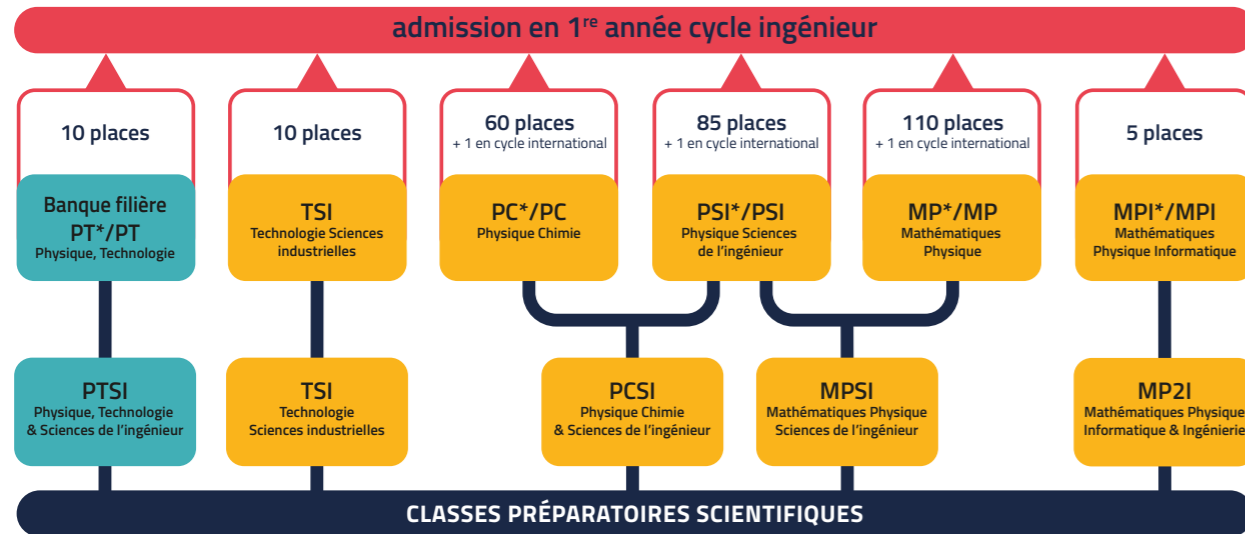 admission en 1re année cycle ingénieur
10 places
10 places
60 places
+ 1 en cycle international
85 places
+ 1 en cycle international
110 places
+ 1 en cycle international
5 places
Banque filière
PT*/PT
Physique, Technologie
TSI
Technologie Sciences
industrielles
PC*/PC
Physique Chimie
PSI*/PSI
Physique Sciences
de l'ingénieur
MP*/MP
Mathématiques
Physique
MPI*/MPI
Mathématiques
Physique Informatique
PTSI
Physique, Technologie
& Sciences de l'ingénieur
TSI
Technologie
Sciences industrielles
PCSI
Physique Chimie
& Sciences de l'ingénieur
MPSI
Mathématiques Physique
Sciences de l'ingénieur
MP2I
Mathématiques Physique
Informatique & Ingénierie
CLASSES PRÉPARATOIRES SCIENTIFIQUES